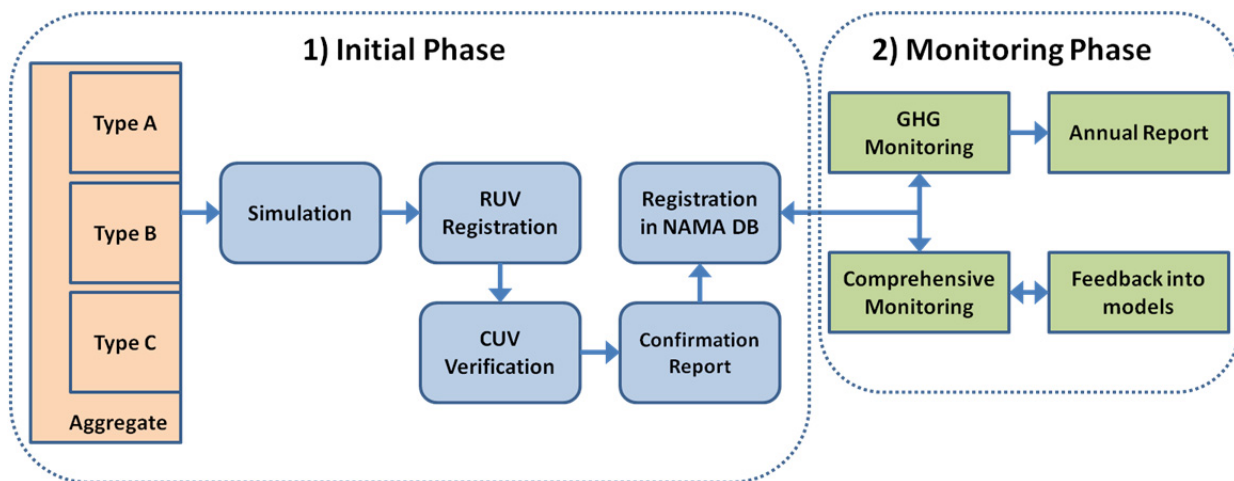 1) Initial Phase
Type A
Type B
Type C
Aggregate
Simulation
RUV
Registration
CUV
Verification
Confirmation
Report
Registration
in NAMA DB
2) Monitoring Phase
GHG
Monitoring
Annual Report
Comprehensive
Monitoring
Feedback into
models